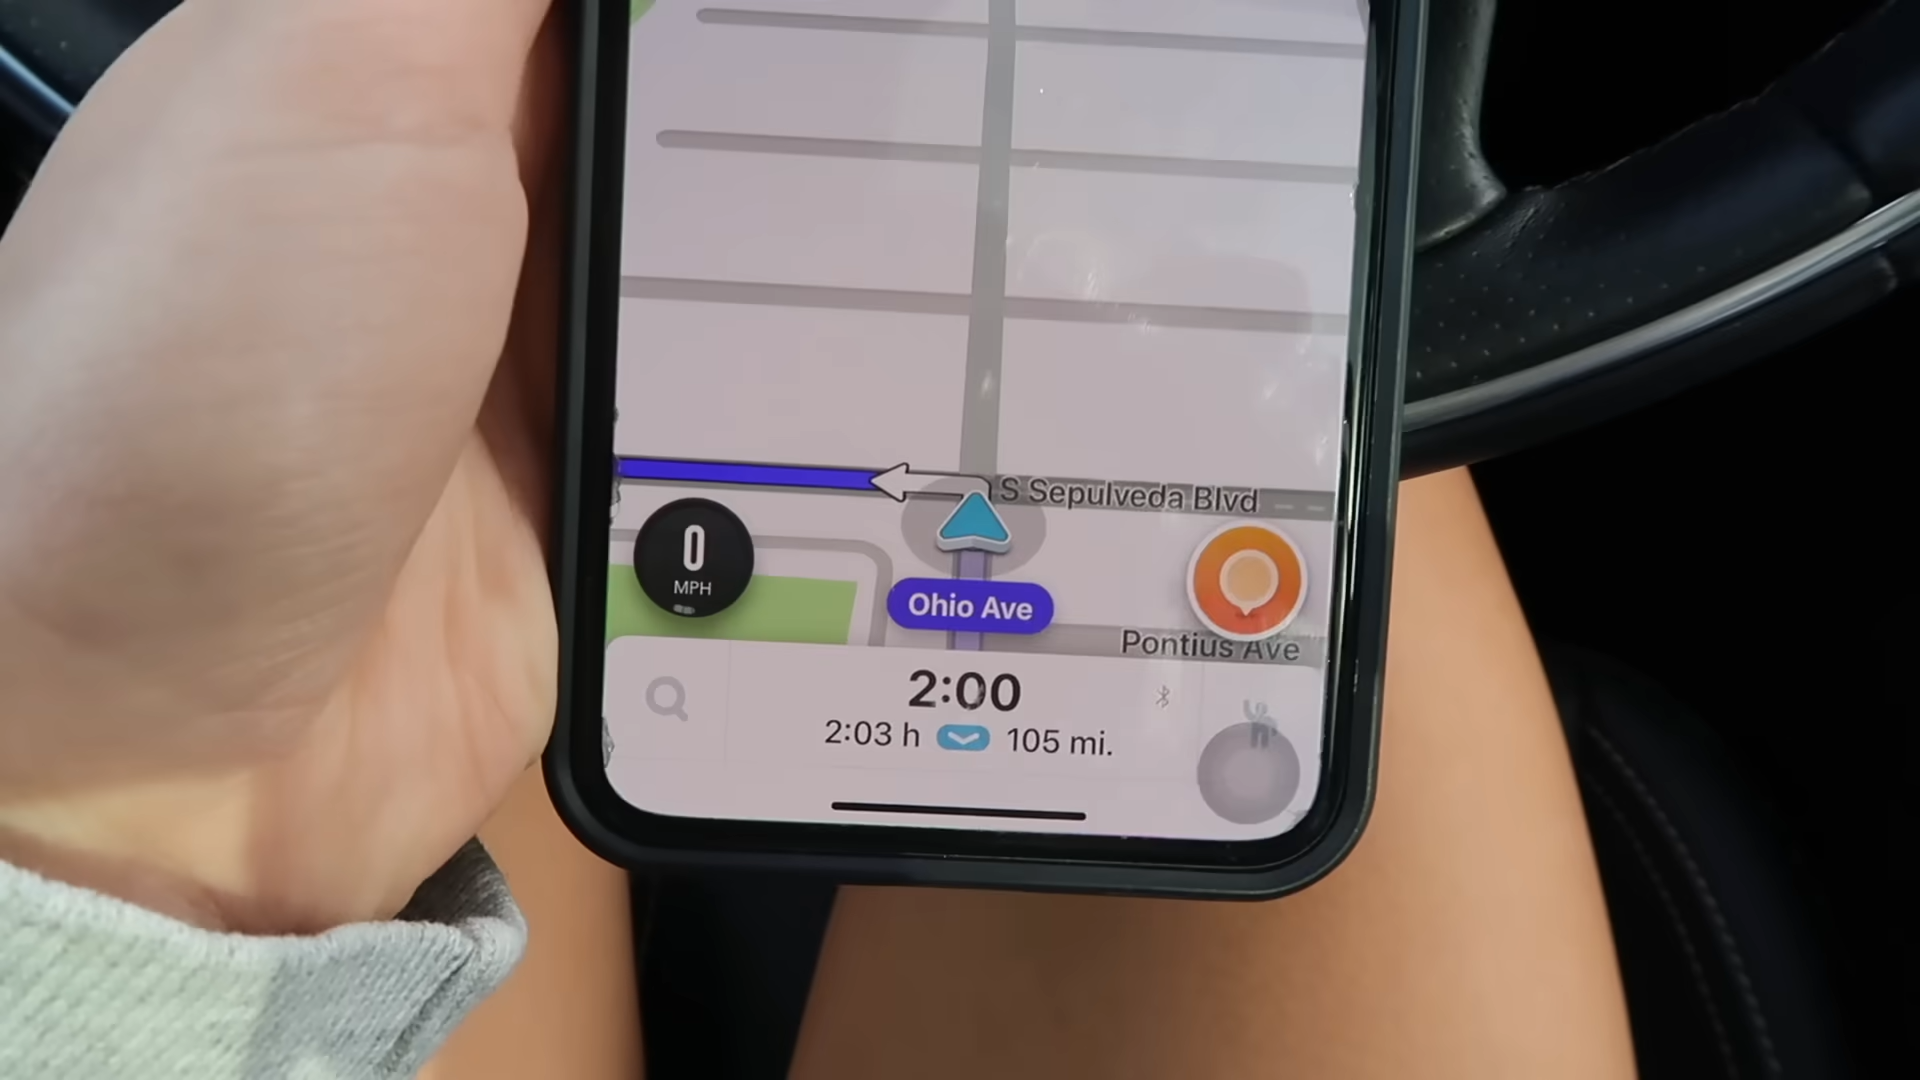 S Sepulveda Blvd
0
MPH
Ohio Ave
Pontius Ave
2:00
2:03 h 105 mi.